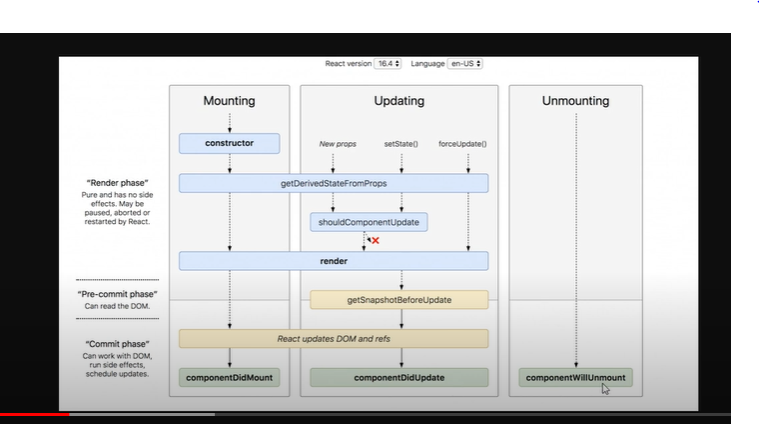 React version 16.4 Language en-US
Mounting
Updating
Unmounting
constructor
New props
setState()
forceUpdate()
"Render phase"
Pure and has no side
effects. May be
paused, aborted or
restarted by React.
getDerivedStateFromProps
shouldComponentUpdate
render
"Pre-commit phase"
Can read the DOM.
getSnapshotBeforeUpdate
"Commit phase"
Can work with DOM,
run side effects,
schedule updates.
React updates DOM and refs
componentDidMount
componentDidUpdate
componentWillUnmount